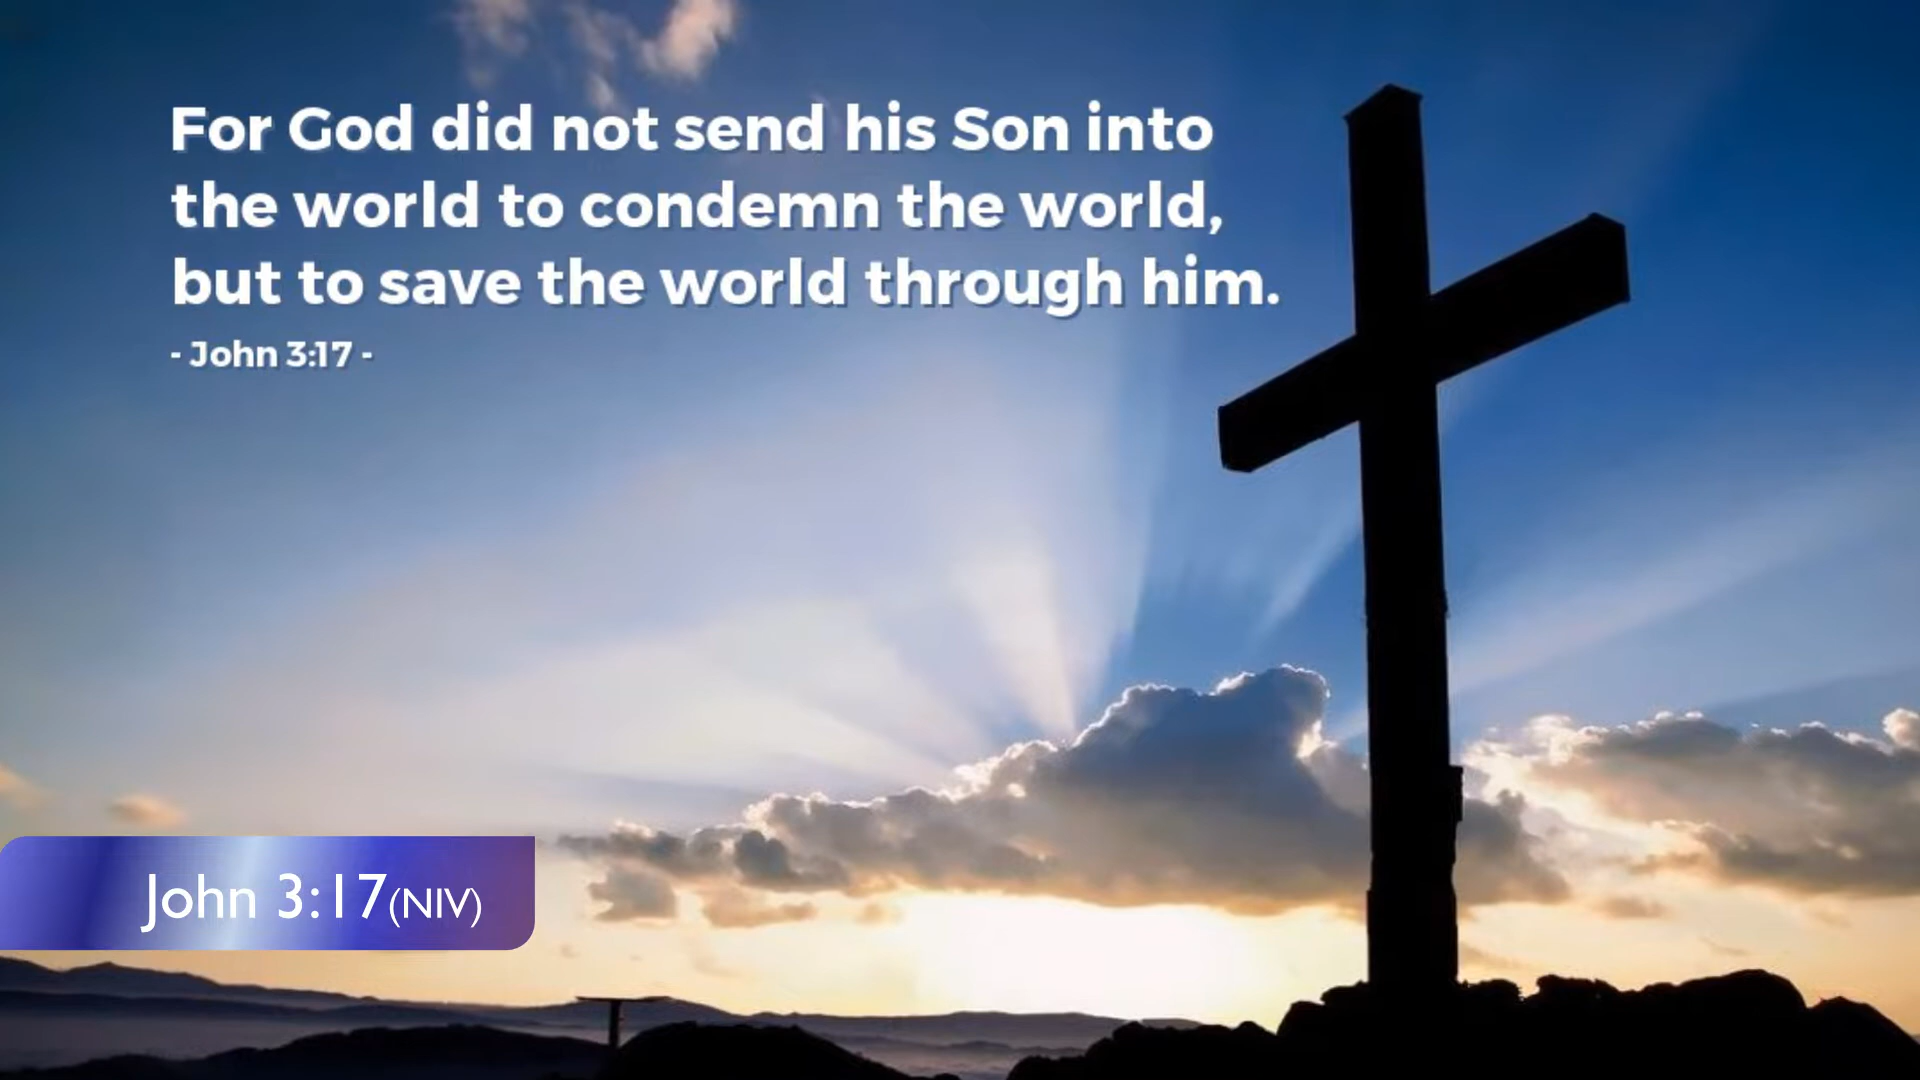 For God did not send his Son into
the world to condemn the world,
but to save the world through him.
- John 3:17 -
John 3:17(NIV)